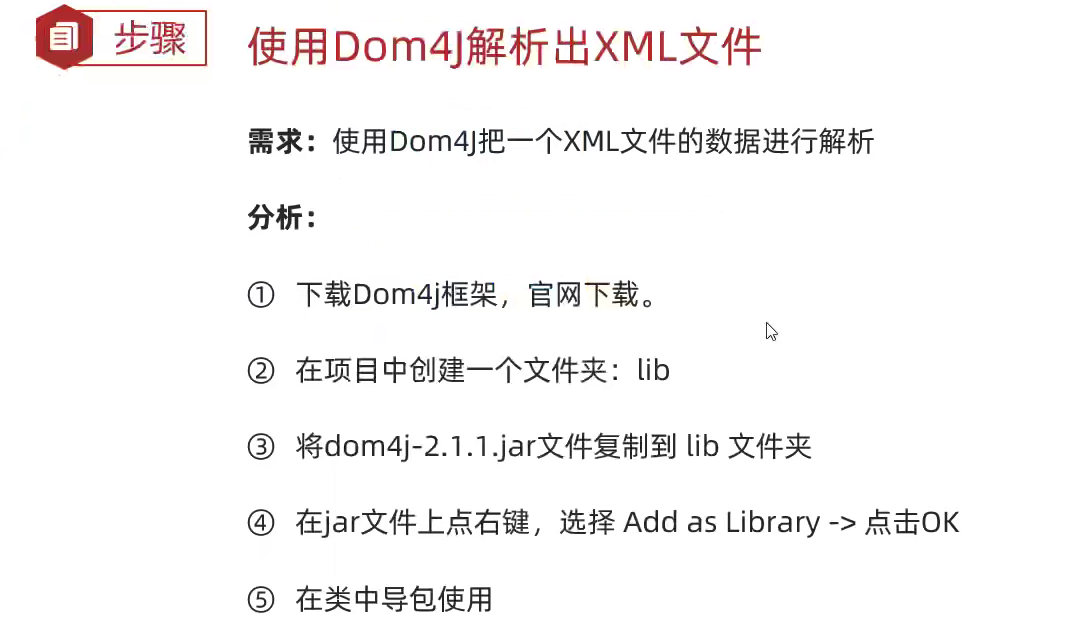 步骤
使用Dom4J解析出XML文件
需求：使用Dom4J把一个XML文件的数据进行解析
分析：
① 下载Dom4j框架，官网下载。
② 在项目中创建一个文件夹：lib
③ 将dom4j-2.1.1.jar文件复制到 lib 文件夹
④ 在jar文件上点右键，选择 Add as Library -> 点击OK
⑤ 在类中导包使用